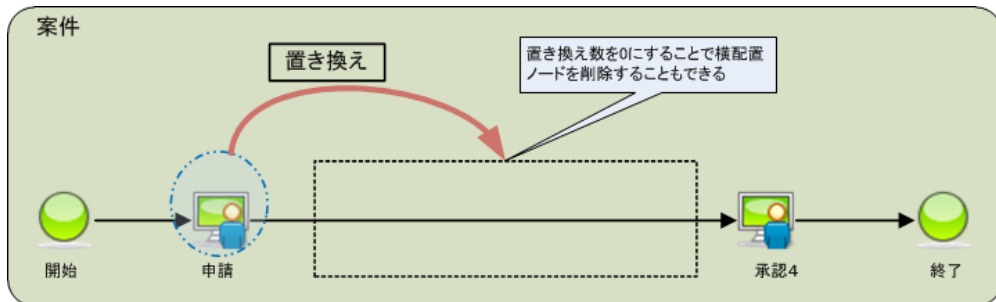 案件
置き換え
置き換え数を0にすることで横配置
ノードを削除することもできる
開始
申請
承認4
終了